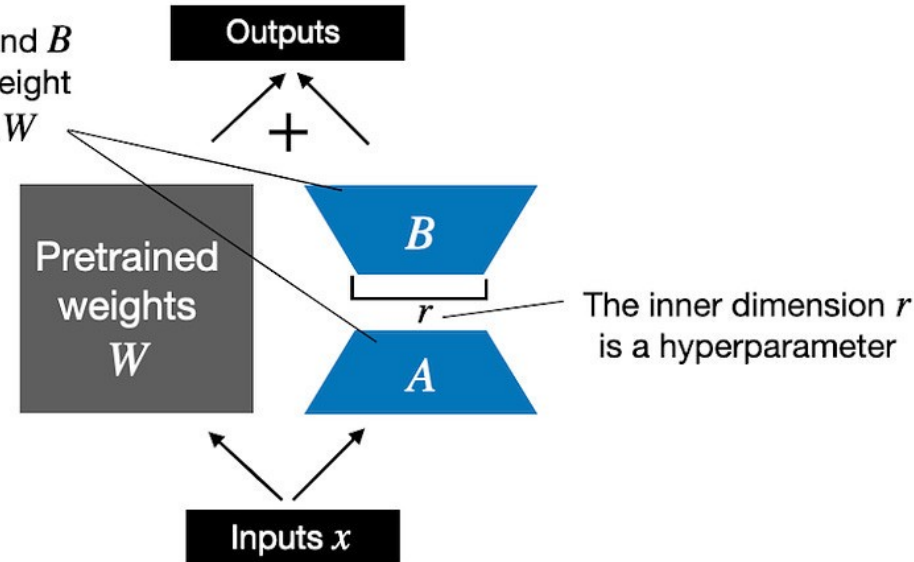 Outputs
nd B
eight
W
+
B
Pretrained
weights
W
r
The inner dimension r
is a hyperparameter
A
Inputs x